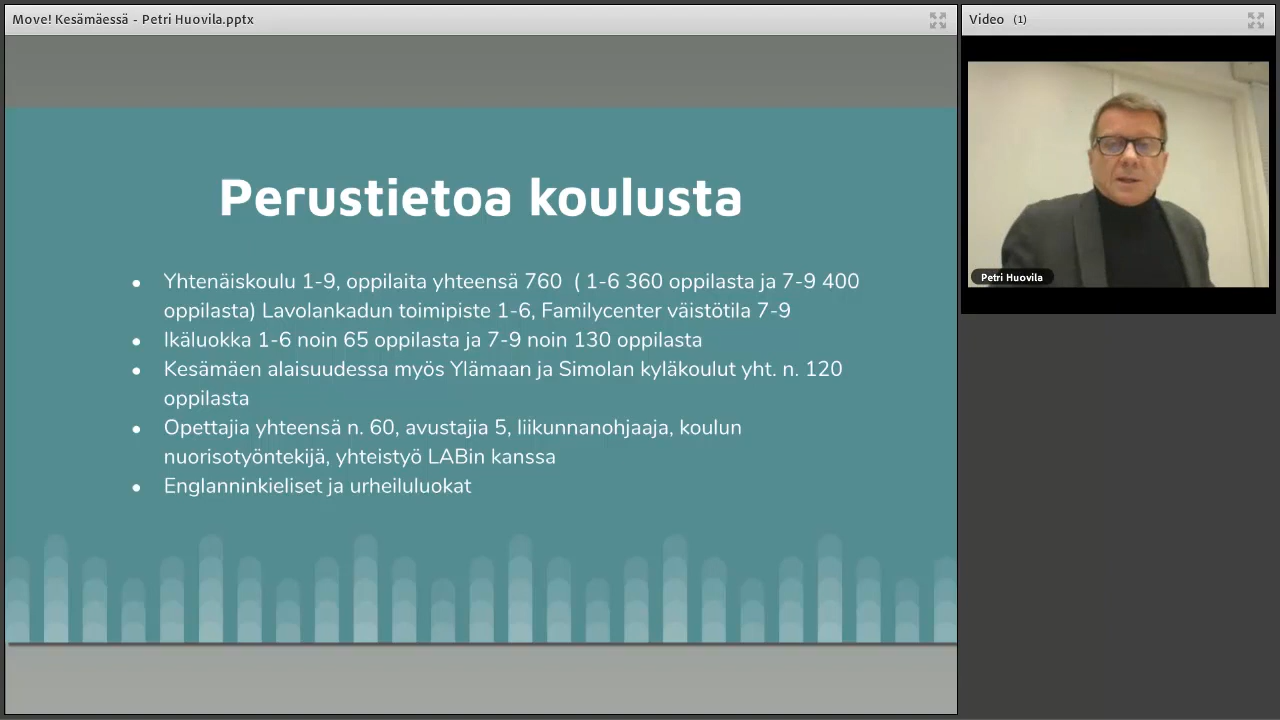 Move! Kesämäessä - Petri Huovila.pptx
Video (1)
Perustietoa koulusta
• Yhtenäiskoulu 1-9, oppilaita yhteensä 760 ( 1-6 360 oppilasta ja 7-9 400
oppilasta) Lavolankadun toimipiste 1-6, Familycenter väistötila 7-9
• Ikäluokka 1-6 noin 65 oppilasta ja 7-9 noin 130 oppilasta
• Kesämäen alaisuudessa myös Ylämaan ja Simolan kyläkoulut yht. n. 120
oppilasta
• Opettajia yhteensä n. 60, avustajia 5, liikunnanohjaaja, koulun
nuorisotyöntekijä, yhteistyö LABin kanssa
• Englanninkieliset ja urheiluluokat
Petri Huovila